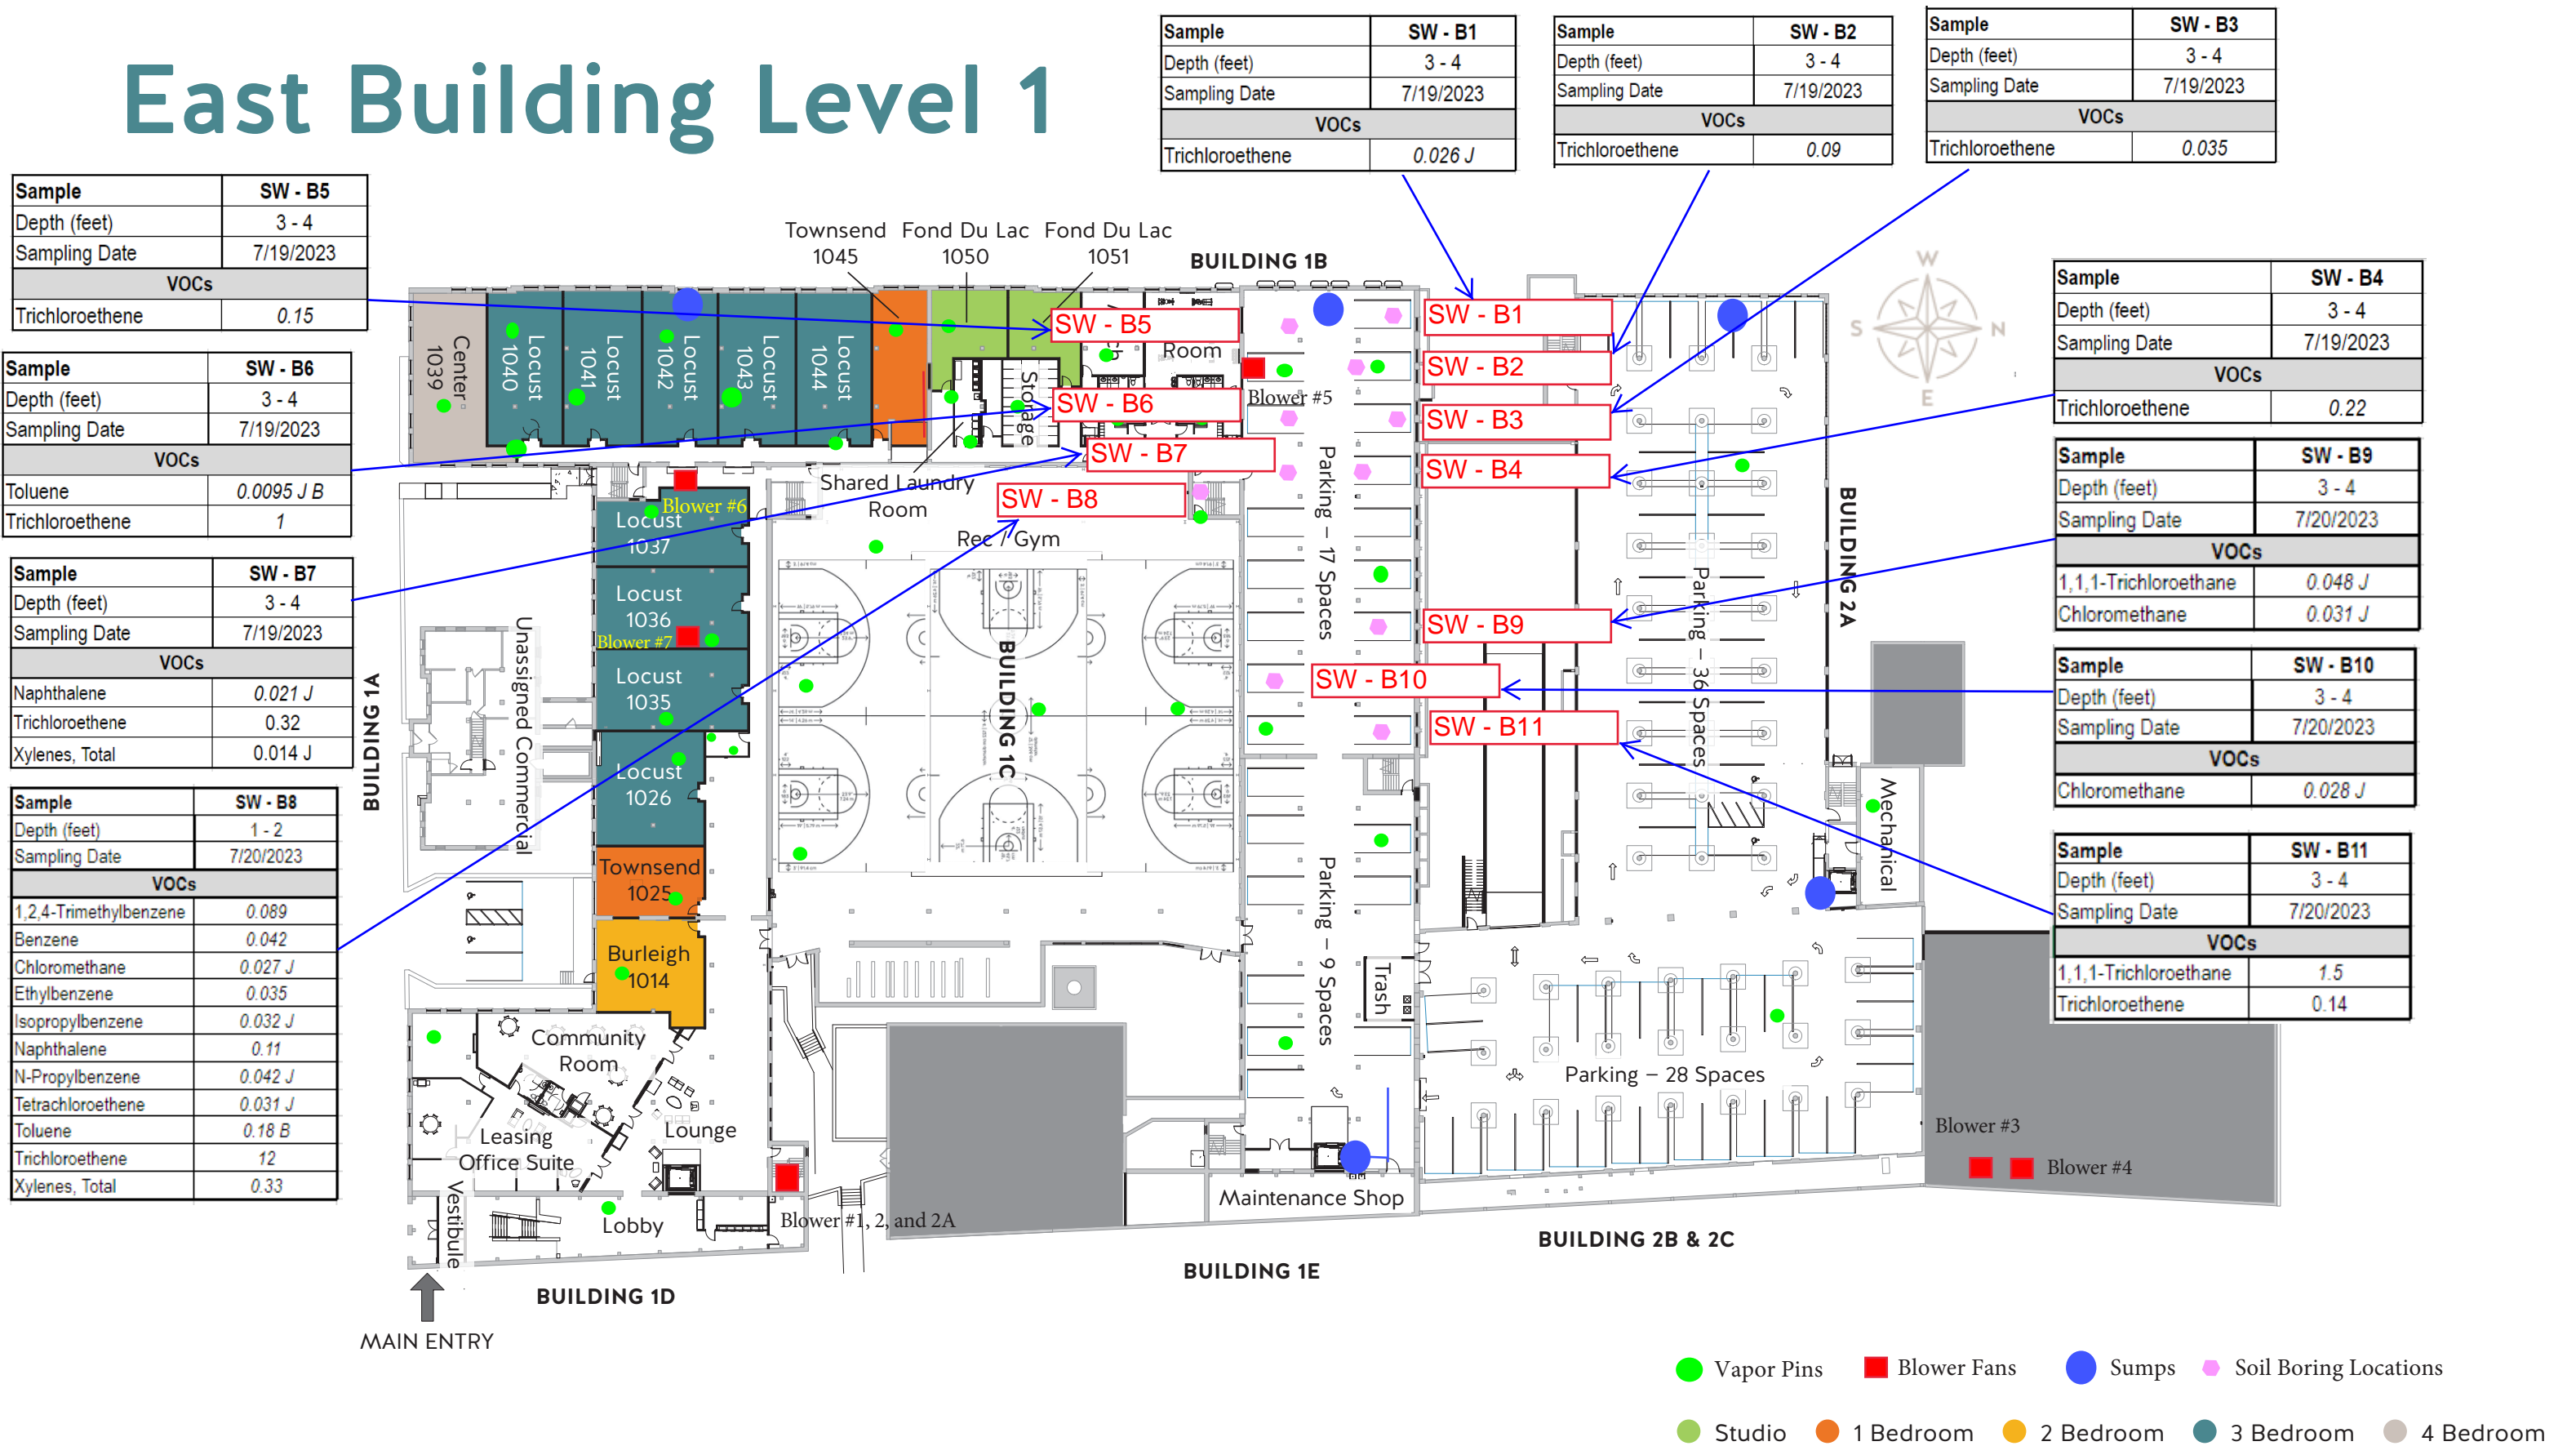 East Building Level 1
Sample SW - B1
Depth (feet) 3 - 4
Sampling Date 7/19/2023
VOCs
Trichloroethene 0.026 J
Sample SW - B2
Depth (feet) 3 - 4
Sampling Date 7/19/2023
VOCs
Trichloroethene 0.09
Sample SW - B3
Depth (feet) 3 - 4
Sampling Date 7/19/2023
VOCs
Trichloroethene 0.035
Sample SW - B5
Depth (feet) 3 - 4
Sampling Date 7/19/2023
VOCs
Trichloroethene 0.15
Sample SW - B6
Depth (feet) 3 - 4
Sampling Date 7/19/2023
VOCs
Toluene 0.0095 J B
Trichloroethene 1
Sample SW - B7
Depth (feet) 3 - 4
Sampling Date 7/19/2023
VOCs
Naphthalene 0.021 J
Trichloroethene 0.32
Xylenes, Total 0.014 J
Sample SW - B8
Depth (feet) 1 - 2
Sampling Date 7/20/2023
VOCs
1,2,4-Trimethylbenzene 0.089
Benzene 0.042
Chloromethane 0.027 J
Ethylbenzene 0.035
Isopropylbenzene 0.032 J
Naphthalene 0.11
N-Propylbenzene 0.042 J
Tetrachloroethene 0.031 J
Toluene 0.18 B
Trichloroethene 12
Xylenes, Total 0.33
Sample SW - B4
Depth (feet) 3 - 4
Sampling Date 7/19/2023
VOCs
Trichloroethene 0.22
Sample SW - B9
Depth (feet) 3 - 4
Sampling Date 7/20/2023
VOCs
1,1,1-Trichloroethane 0.048 J
Chloromethane 0.031 J
Sample SW - B10
Depth (feet) 3 - 4
Sampling Date 7/20/2023
VOCs
Chloromethane 0.028 J
Sample SW - B11
Depth (feet) 3 - 4
Sampling Date 7/20/2023
VOCs
1,1,1-Trichloroethane 1.5
Trichloroethene 0.14
Townsend
1045
Fond Du Lac
1050
Fond Du Lac
1051
BUILDING 1B
W
S N
E
Center
1039
Locust
1040
Locust
1041
Locust
1042
Locust
1043
Locust
1044
Storage
Room
SW - B5
SW - B6
SW - B7
SW - B8
SW - B1
SW - B2
SW - B3
SW - B4
SW - B9
SW - B10
SW - B11
Blower #5
Shared Laundry
Room
Rec / Gym
Blower #6
Locust
1037
Locust
1036
Blower #7
Locust
1035
Locust
1026
Townsend
1025
Burleigh
1014
Unassigned Commercial
BUILDING 1A
BUILDING 1C
Parking – 17 Spaces
Parking – 36 Spaces
BUILDING 2A
Mechanical
Parking – 9 Spaces
Trash
Parking – 28 Spaces
Community
Room
Leasing
Office Suite
Lounge
Lobby
Vestibule
Blower #1, 2, and 2A
Maintenance Shop
Blower #3
Blower #4
BUILDING 2B & 2C
BUILDING 1E
BUILDING 1D
MAIN ENTRY
Vapor Pins
Blower Fans
Sumps
Soil Boring Locations
Studio
1 Bedroom
2 Bedroom
3 Bedroom
4 Bedroom